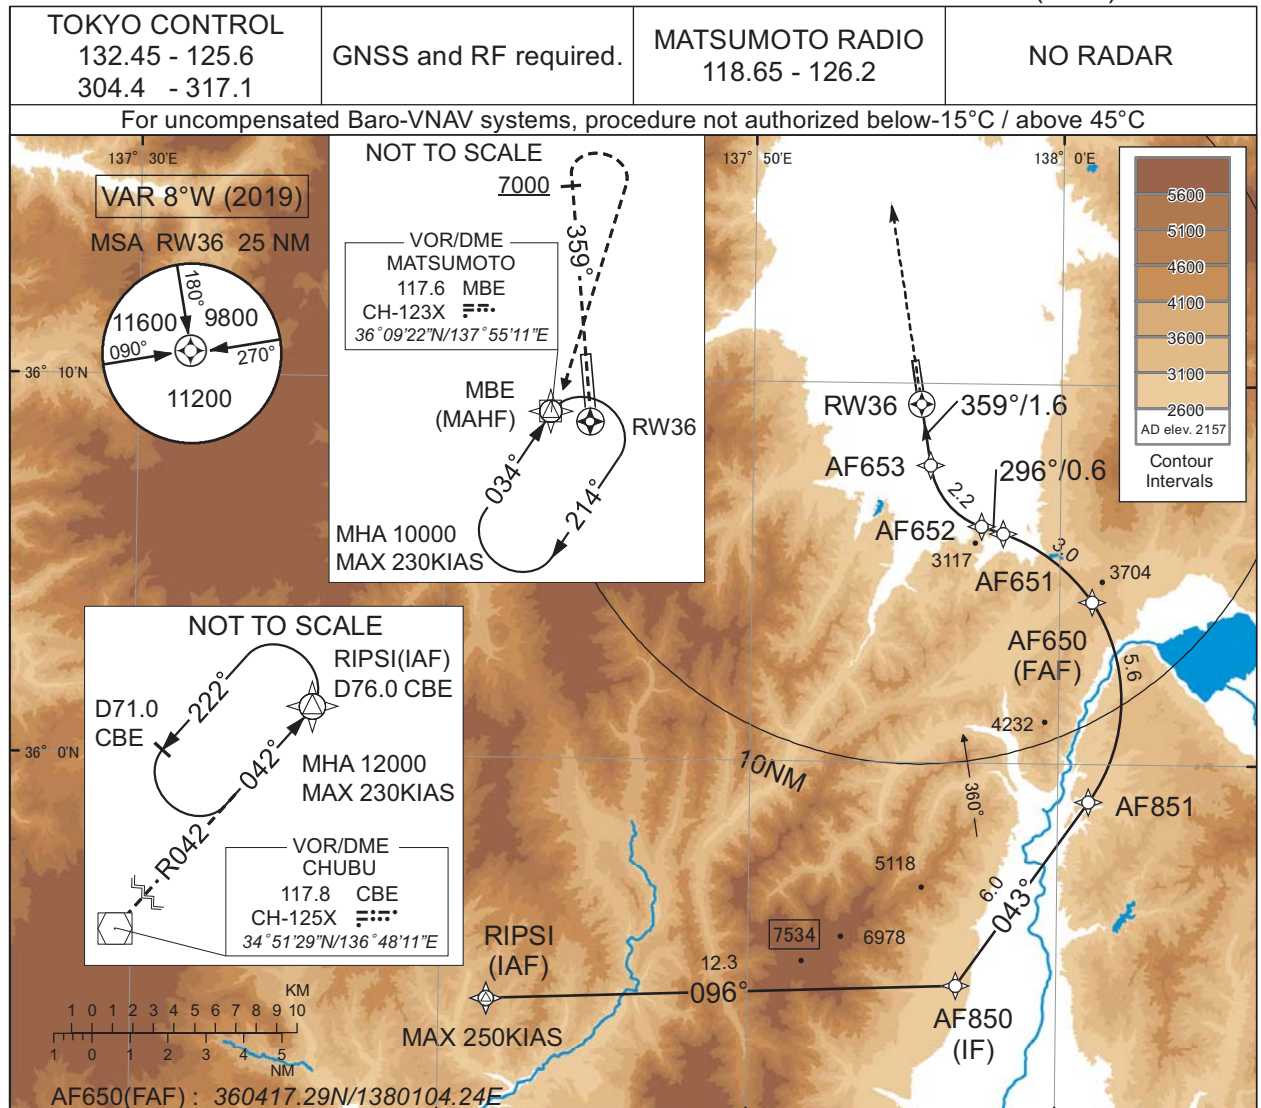 TOKYO CONTROL
132.45 - 125.6
304.4 - 317.1
GNSS and RF required.
MATSUMOTO RADIO
118.65 - 126.2
NO RADAR
For uncompensated Baro-VNAV systems, procedure not authorized below-15°C / above 45°C
137° 30'E
137° 50'E
138° 0'E
VAR 8°W (2019)
MSA RW36 25 NM
180°
11600
9800
090°
270°
11200
36° 10'N
36° 0'N
NOT TO SCALE
7000
359°
VOR/DME
MATSUMOTO
117.6 MBE
CH-123X
36°09'22"N/137°55'11"E
MBE
(MAHF)
RW36
034°
214°
MHA 10000
MAX 230KIAS
5600
5100
4600
4100
3600
3100
2600
AD elev. 2157
Contour
Intervals
RW36
359°/1.6
AF653
296°/0.6
2.2
AF652
3117
3.0
AF651
3704
AF650
(FAF)
5.6
4232
10NM
360°
AF851
5118
6.0
043°
7534
6978
RIPSI
(IAF)
12.3
096°
MAX 250KIAS
AF850
(IF)
NOT TO SCALE
RIPSI(IAF)
D76.0 CBE
D71.0
CBE
222°
042°
MHA 12000
MAX 230KIAS
R042
VOR/DME
CHUBU
117.8 CBE
CH-125X
34°51'29"N/136°48'11"E
KM
1 0 1 2 3 4 5 6 7 8 9 10
1 0 1 2 3 4 5
NM
AF650(FAF) : 360417.29N/1380104.24E